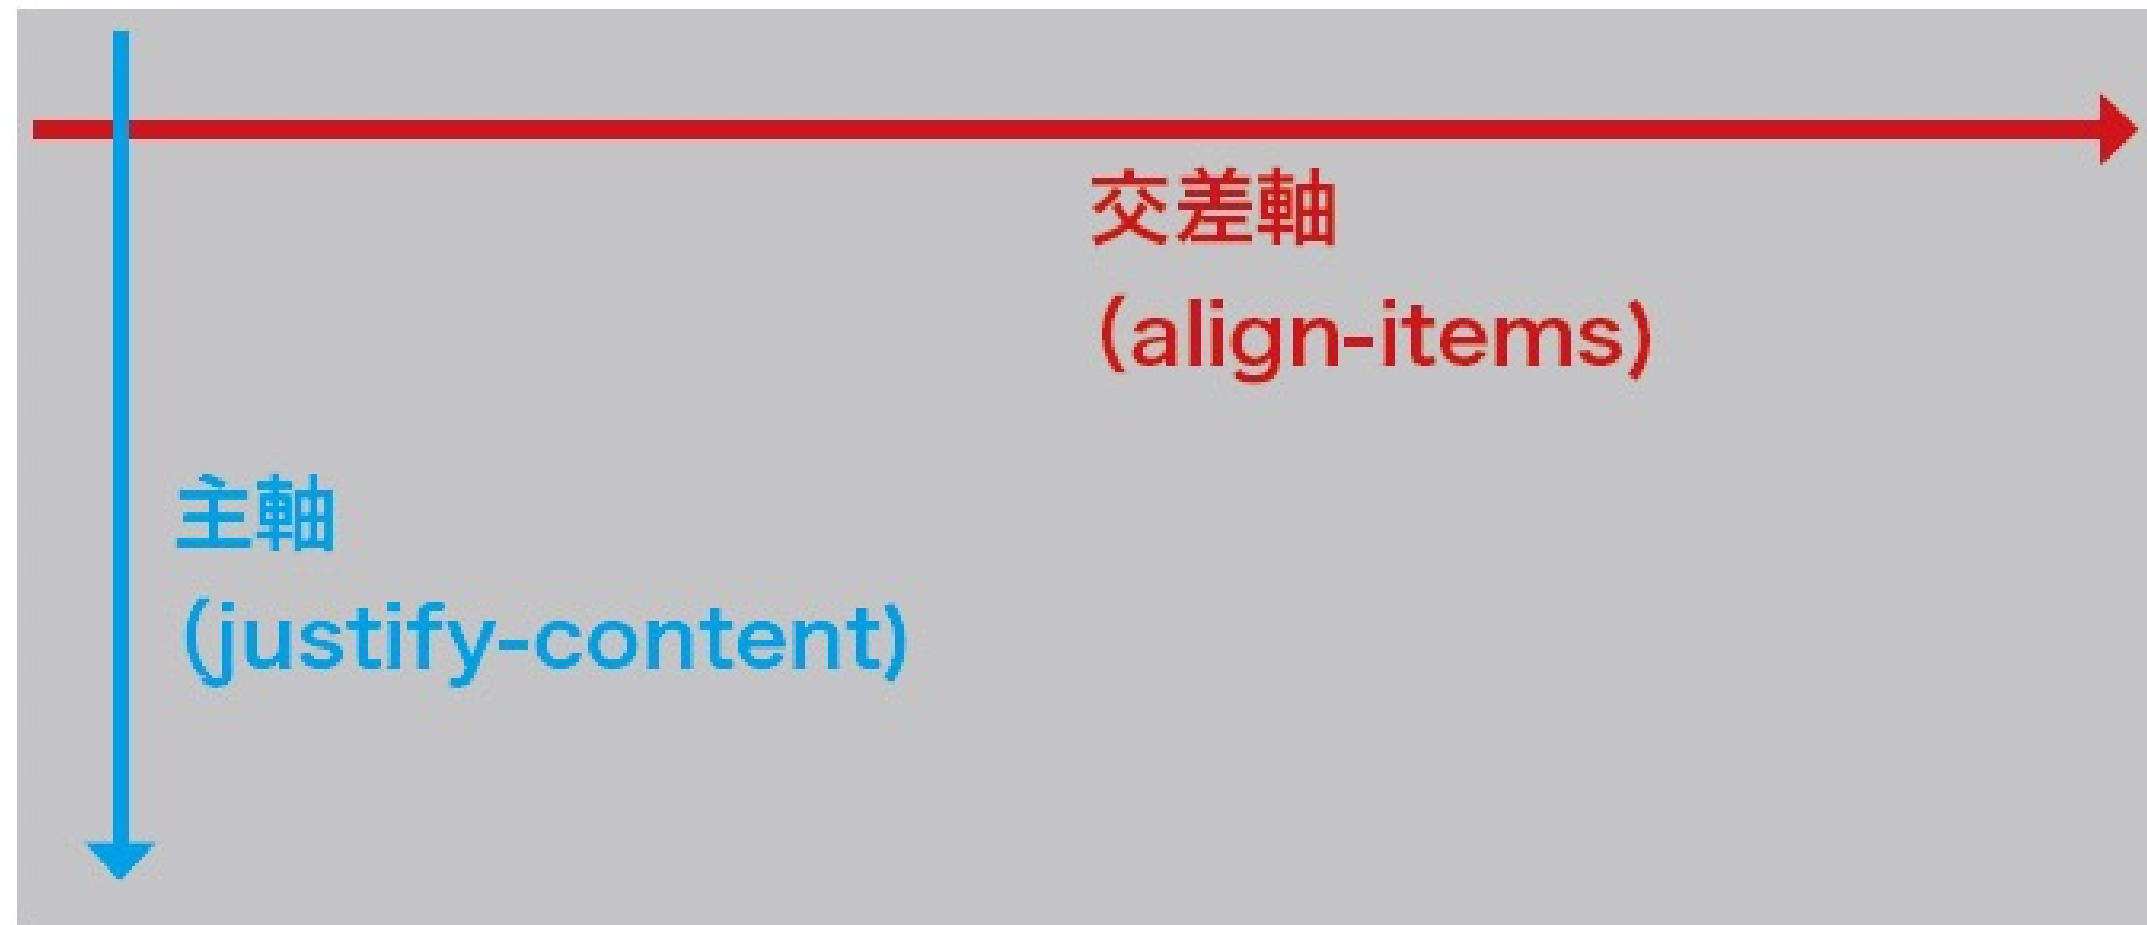 交差軸
(align-items)
主軸
(justify-content)